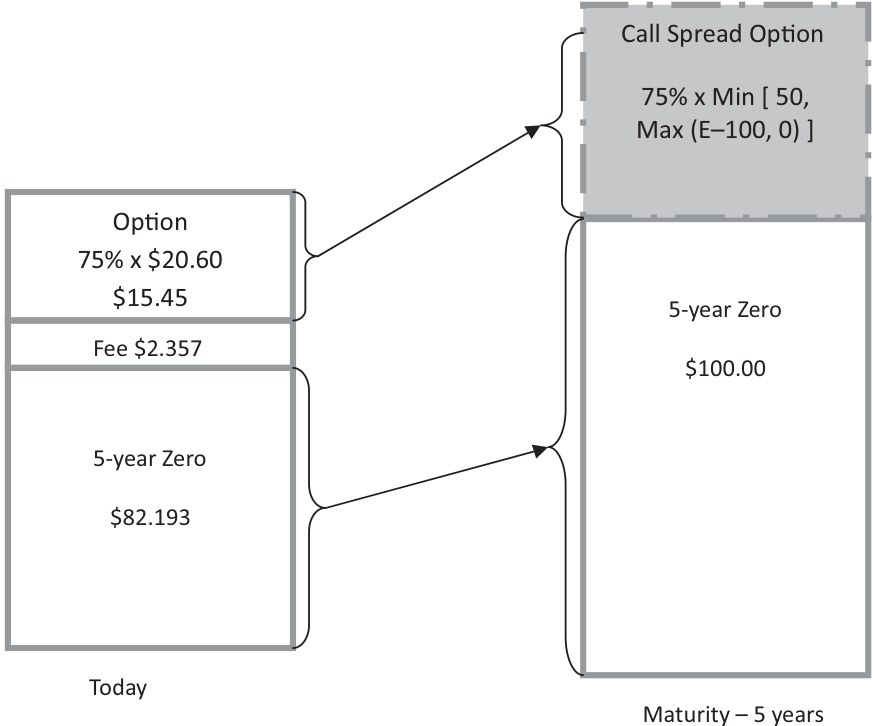 Option
75% x $20.60
$15.45
Fee $2.357
5-year Zero
$82.193
Today
Call Spread Option
75% x Min [ 50,
Max (E–100, 0) ]
5-year Zero
$100.00
Maturity – 5 years